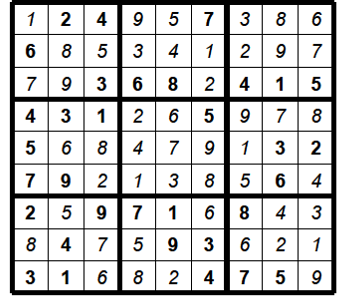 1 2 4 9 5 7 3 8 6
6 8 5 3 4 1 2 9 7
7 9 3 6 8 2 4 1 5
4 3 1 2 6 5 9 7 8
5 6 8 4 7 9 1 3 2
7 9 2 1 3 8 5 6 4
2 5 9 7 1 6 8 4 3
8 4 7 5 9 3 6 2 1
3 1 6 8 2 4 7 5 9